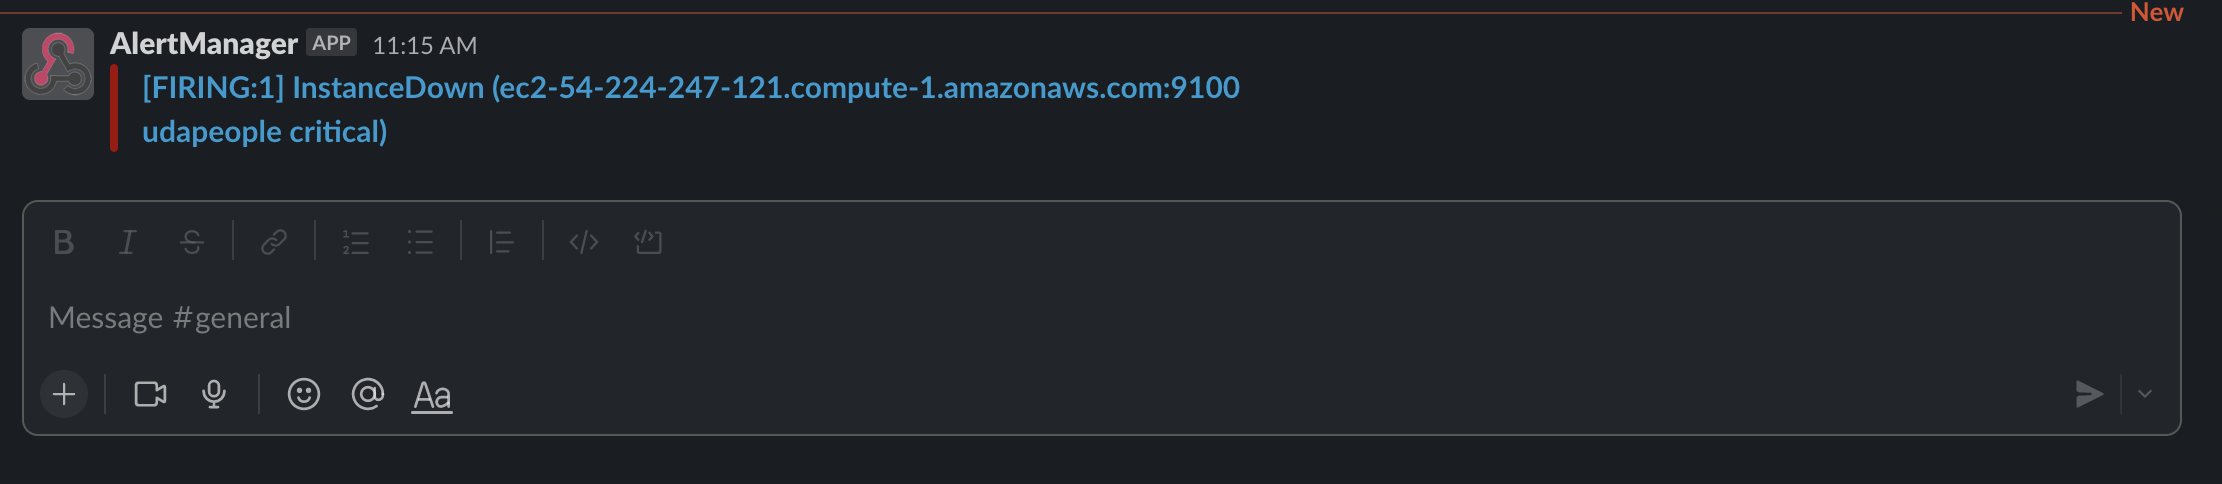 New
AlertManager APP 11:15 AM
[FIRING:1] InstanceDown (ec2-54-224-247-121.compute-1.amazonaws.com:9100
udapeople critical)
B I S
Message #general
Aa